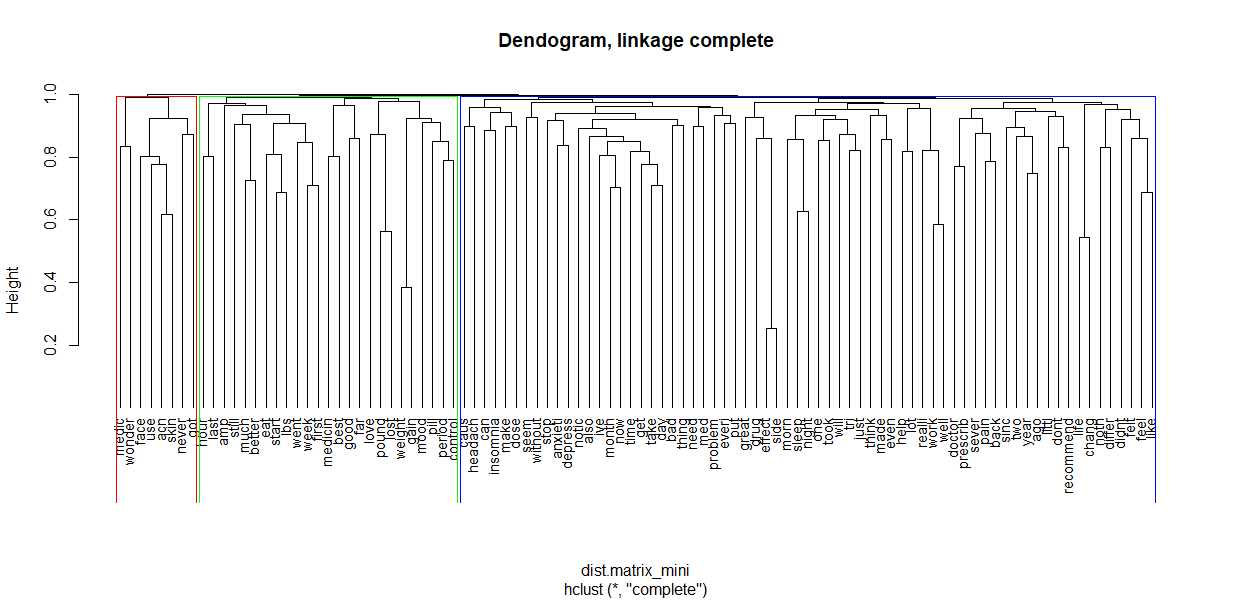 Dendogram, linkage complete
Height
1.0
0.8
0.6
0.4
0.2
medic
wonder
face
use
acn
skin
never
got
hour
last
amp
still
much
better
eat
start
lbs
went
week
first
medicin
best
good
far
love
pound
lost
weight
gain
mood
pill
period
control
caus
headach
can
insomnia
make
dose
seem
without
stop
anxieti
depress
notic
also
ive
month
now
time
get
take
day
bad
thing
need
med
problem
everi
put
great
drug
effect
side
morn
sleep
night
one
took
will
tri
just
think
made
even
help
lot
realli
work
well
doctor
prescrib
sever
pain
back
sinc
two
year
ago
littl
dont
recommend
life
chang
noth
differ
didnt
felt
feel
like
dist.matrix_mini
hclust (*, "complete")